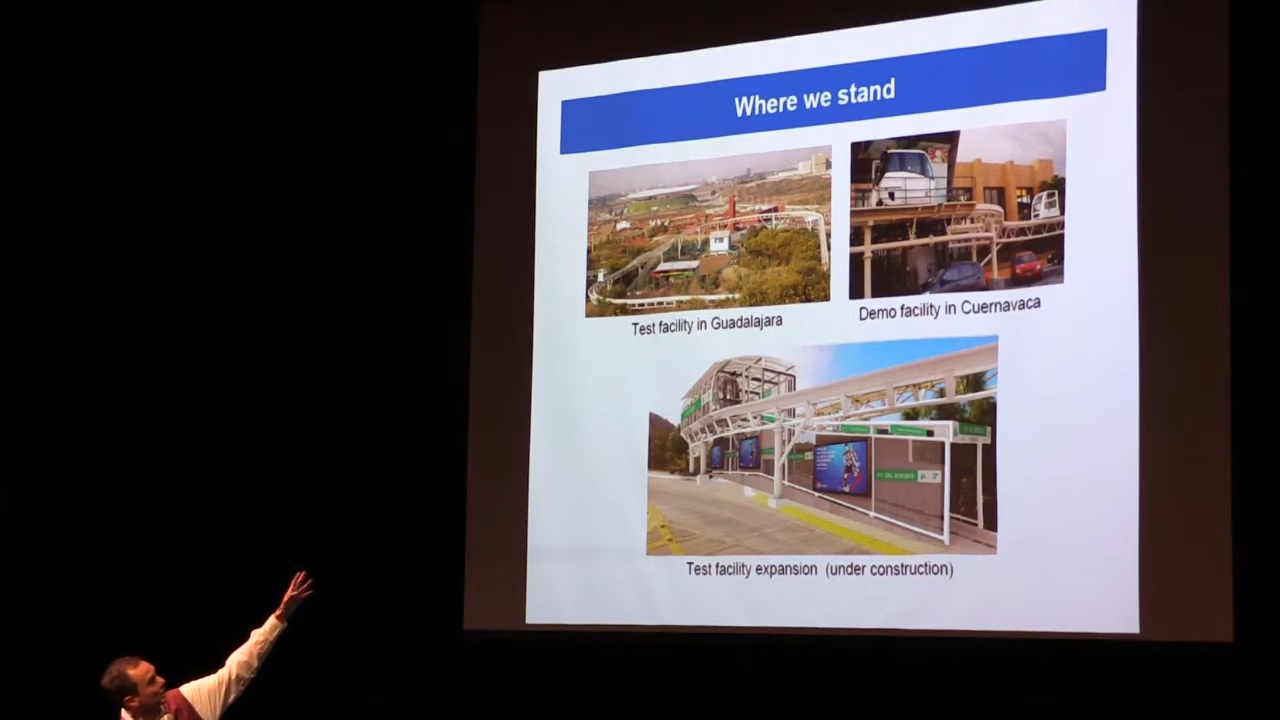 Where we stand
Test facility in Guadalajara
Demo facility in Cuernavaca
Test facility expansion (under construction)